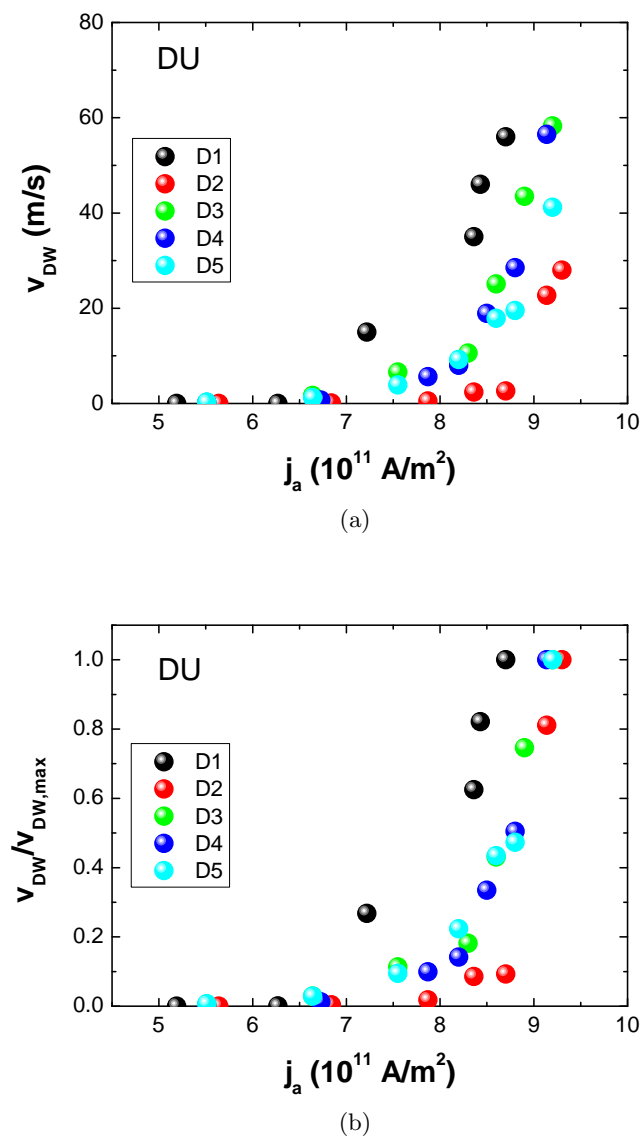 80
DU
60
D1
D2
40
D3
D4
D5
20
0
v_DW (m/s)
5 6 7 8 9 10
j_a (10^11 A/m^2)
(a)
1.0
DU
0.8
D1
D2
0.6
D3
D4
0.4
D5
0.2
0.0
v_DW/v_DW,max
5 6 7 8 9 10
j_a (10^11 A/m^2)
(b)